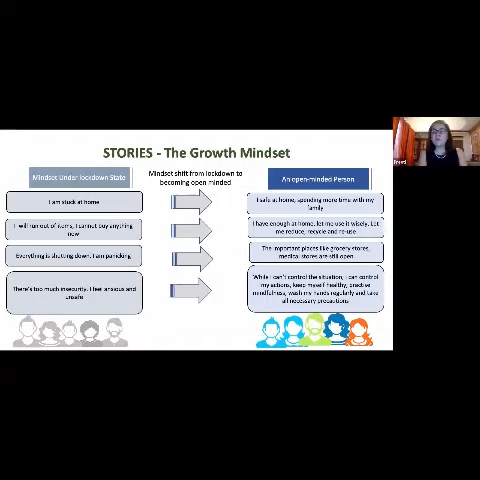 STORIES - The Growth Mindset
Mindset Under lockdown State
Mindset shift from lockdown to
becoming open minded
An open-minded Person
I am stuck at home
I safe at home, spending more time with my
family
I will run out of items, I cannot buy anything
now
I have enough at home, let me use it wisely. Let
me reduce, recycle and re-use
Everything is shutting down, I am panicking
The important places like grocery stores,
medical stores are still open
There's too much insecurity, I feel anxious and
unsafe
While I can't control the situation, I can control
my actions, keep myself healthy, practise
mindfulness, wash my hands regularly and take
all necessary precautions